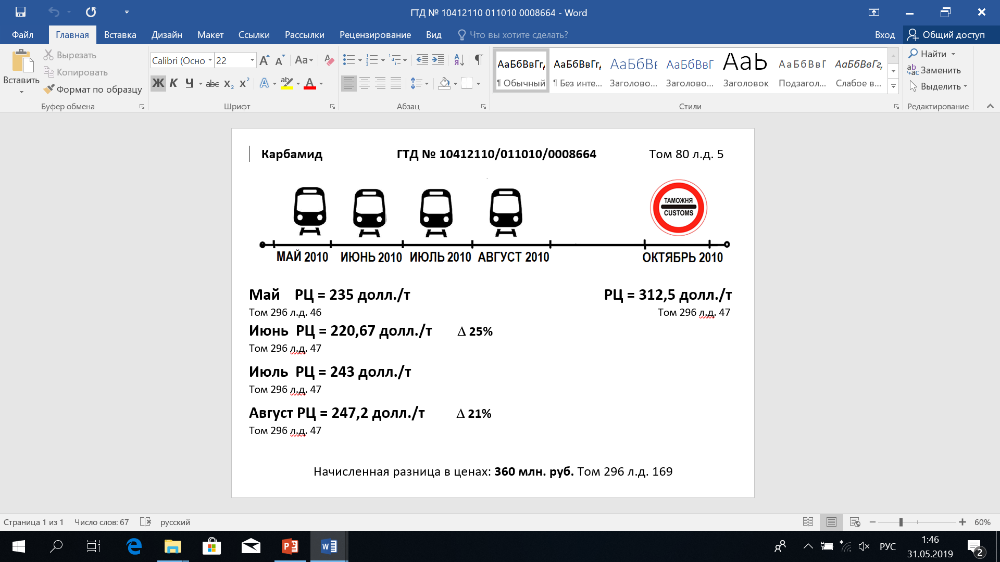 ГТД № 10412110 011010 0008664 - Word
Файл Главная Вставка Дизайн Макет Ссылки Рассылки Рецензирование Вид Что вы хотите сделать? Вход Общий доступ
Вставить
Вырезать
Копировать
Формат по образцу
Буфер обмена
Calibri (Осно 22
Шрифт
Абзац
АаБбВвГг, АаБбВвГг, АаБбВв АаБбВвГ АаЬ АаБбВвГ АаБбВвГг,
¶ Обычный ¶ Без инте... Заголово... Заголово... Заголовок Подзагол... Слабое в...
Стили
Найти
Заменить
Выделить
Редактирование
Карбамид ГТД № 10412110/011010/0008664 Том 80 л.д. 5
ТАМОЖНЯ
CUSTOMS
МАЙ 2010 ИЮНЬ 2010 ИЮЛЬ 2010 АВГУСТ 2010 ОКТЯБРЬ 2010
Май РЦ = 235 долл./т РЦ = 312,5 долл./т
Том 296 л.д. 46 Том 296 л.д. 47
Июнь РЦ = 220,67 долл./т Δ 25%
Том 296 л.д. 47
Июль РЦ = 243 долл./т
Том 296 л.д. 47
Август РЦ = 247,2 долл./т Δ 21%
Том 296 л.д. 47
Начисленная разница в ценах: 360 млн. руб. Том 296 л.д. 169
Страница 1 из 1 Число слов: 67 русский 60%
РУС
1:46
31.05.2019
2